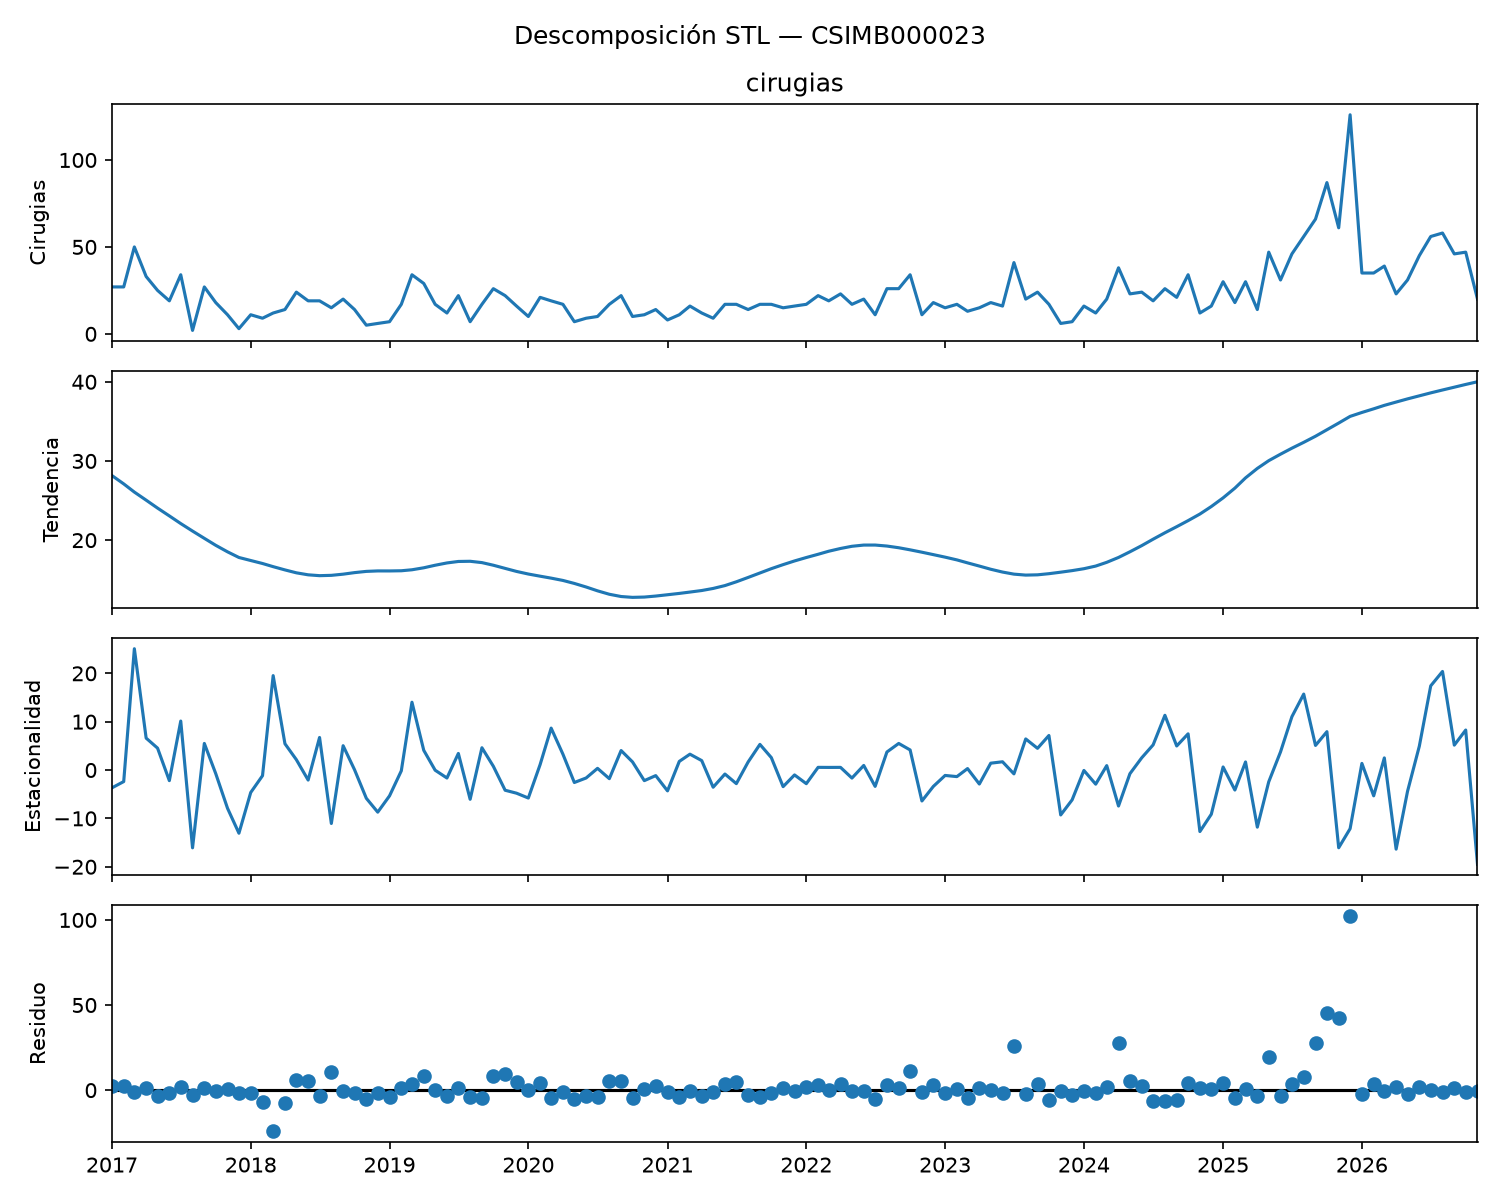 Descomposición STL — CSIMB000023
cirugias
Cirugias
100
50
0
Tendencia
40
30
20
Estacionalidad
20
10
0
−10
−20
Residuo
100
50
0
2017 2018 2019 2020 2021 2022 2023 2024 2025 2026